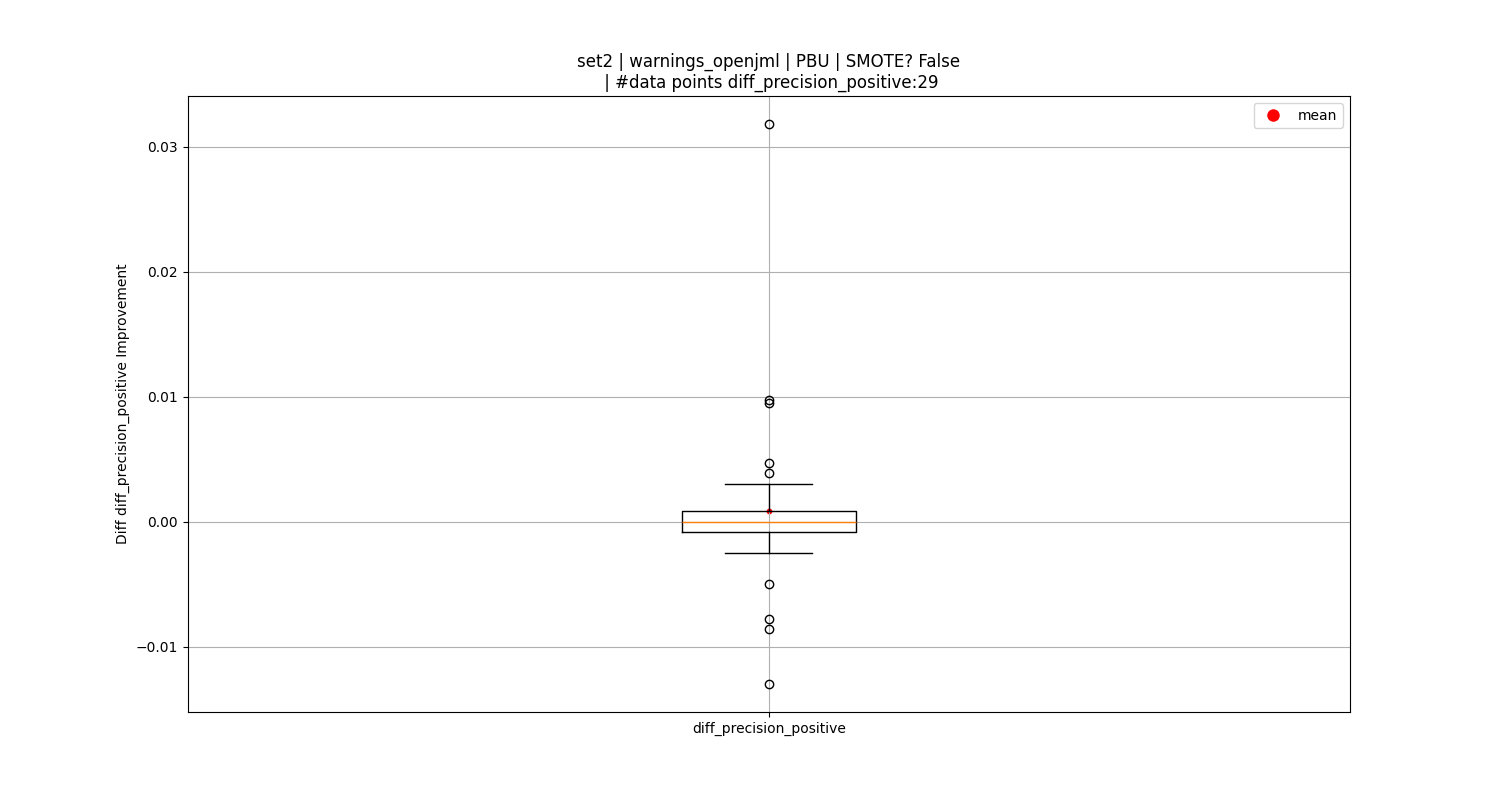 set2 | warnings_openjml | PBU | SMOTE? False
| #data points diff_precision_positive:29
mean
0.03
0.02
0.01
0.00
−0.01
Diff diff_precision_positive Improvement
diff_precision_positive